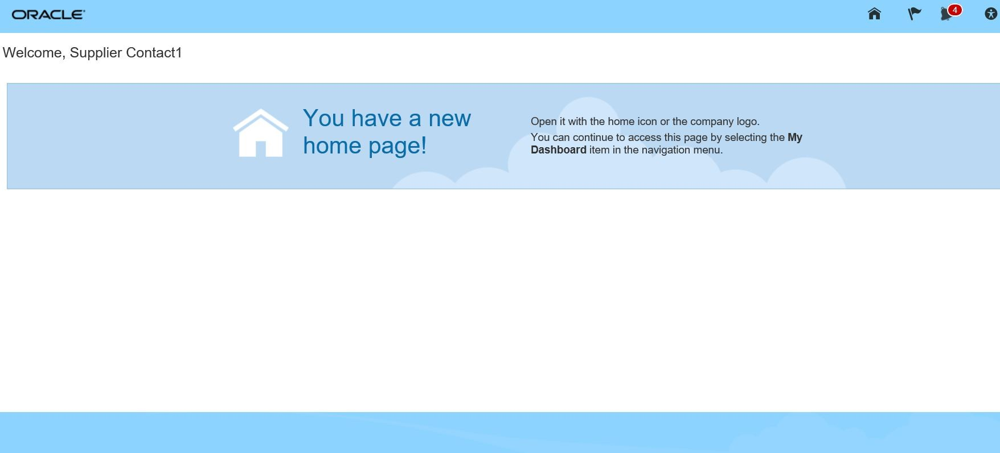 ORACLE®
4
Welcome, Supplier Contact1
You have a new
home page!
Open it with the home icon or the company logo.
You can continue to access this page by selecting the My
Dashboard item in the navigation menu.